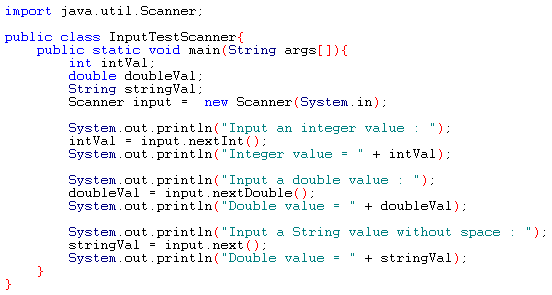 import java.util.Scanner;

public class InputTestScanner{
    public static void main(String args[]){
        int intVal;
        double doubleVal;
        String stringVal;
        Scanner input =  new Scanner(System.in);

        System.out.println("Input an integer value : ");
        intVal = input.nextInt();
        System.out.println("Integer value = " + intVal);

        System.out.println("Input a double value : ");
        doubleVal = input.nextDouble();
        System.out.println("Double value = " + doubleVal);

        System.out.println("Input a String value without space : ");
        stringVal = input.next();
        System.out.println("Double value = " + stringVal);
    }
}